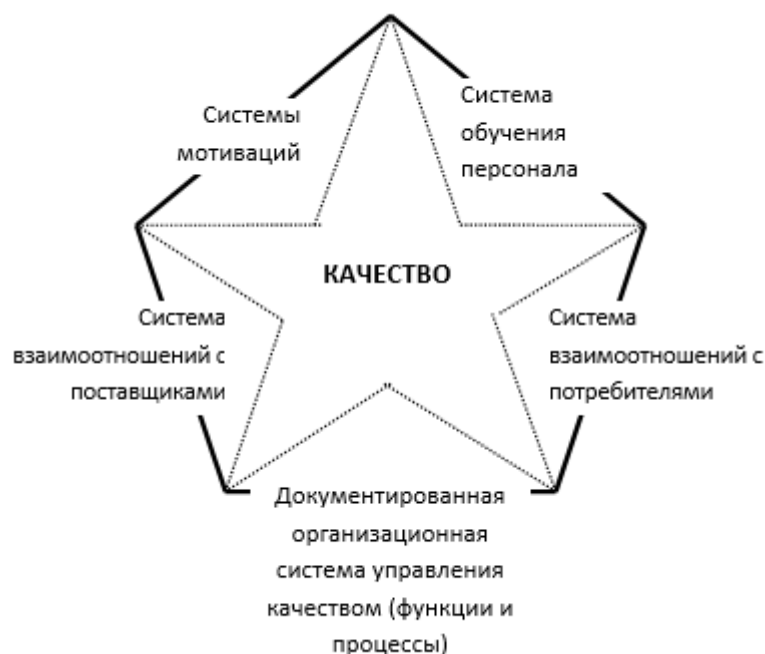 Системы
мотиваций
Система
обучения
персонала
КАЧЕСТВО
Система
взаимоотношений с
поставщиками
Система
взаимоотношений с
потребителями
Документированная
организационная
система управления
качеством (функции и
процессы)